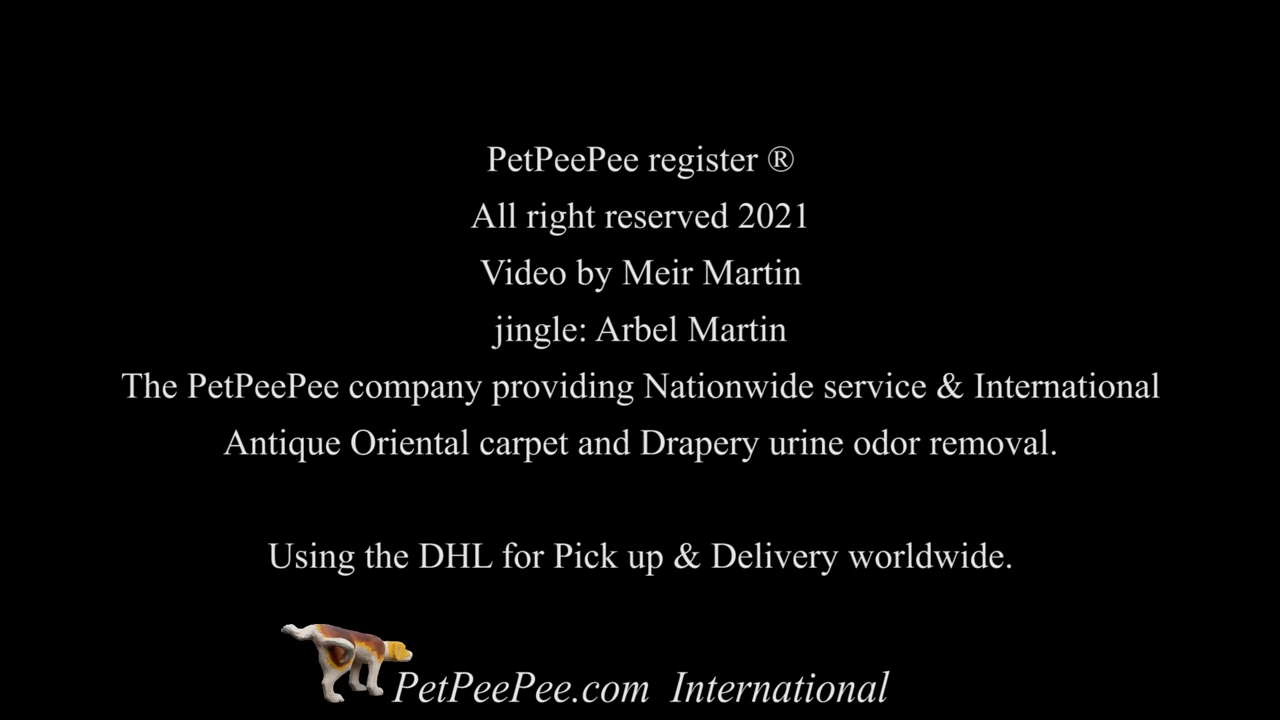 PetPeePee register ®
All right reserved 2021
Video by Meir Martin
jingle: Arbel Martin
The PetPeePee company providing Nationwide service & International
Antique Oriental carpet and Drapery urine odor removal.
Using the DHL for Pick up & Delivery worldwide.
PetPeePee.com International